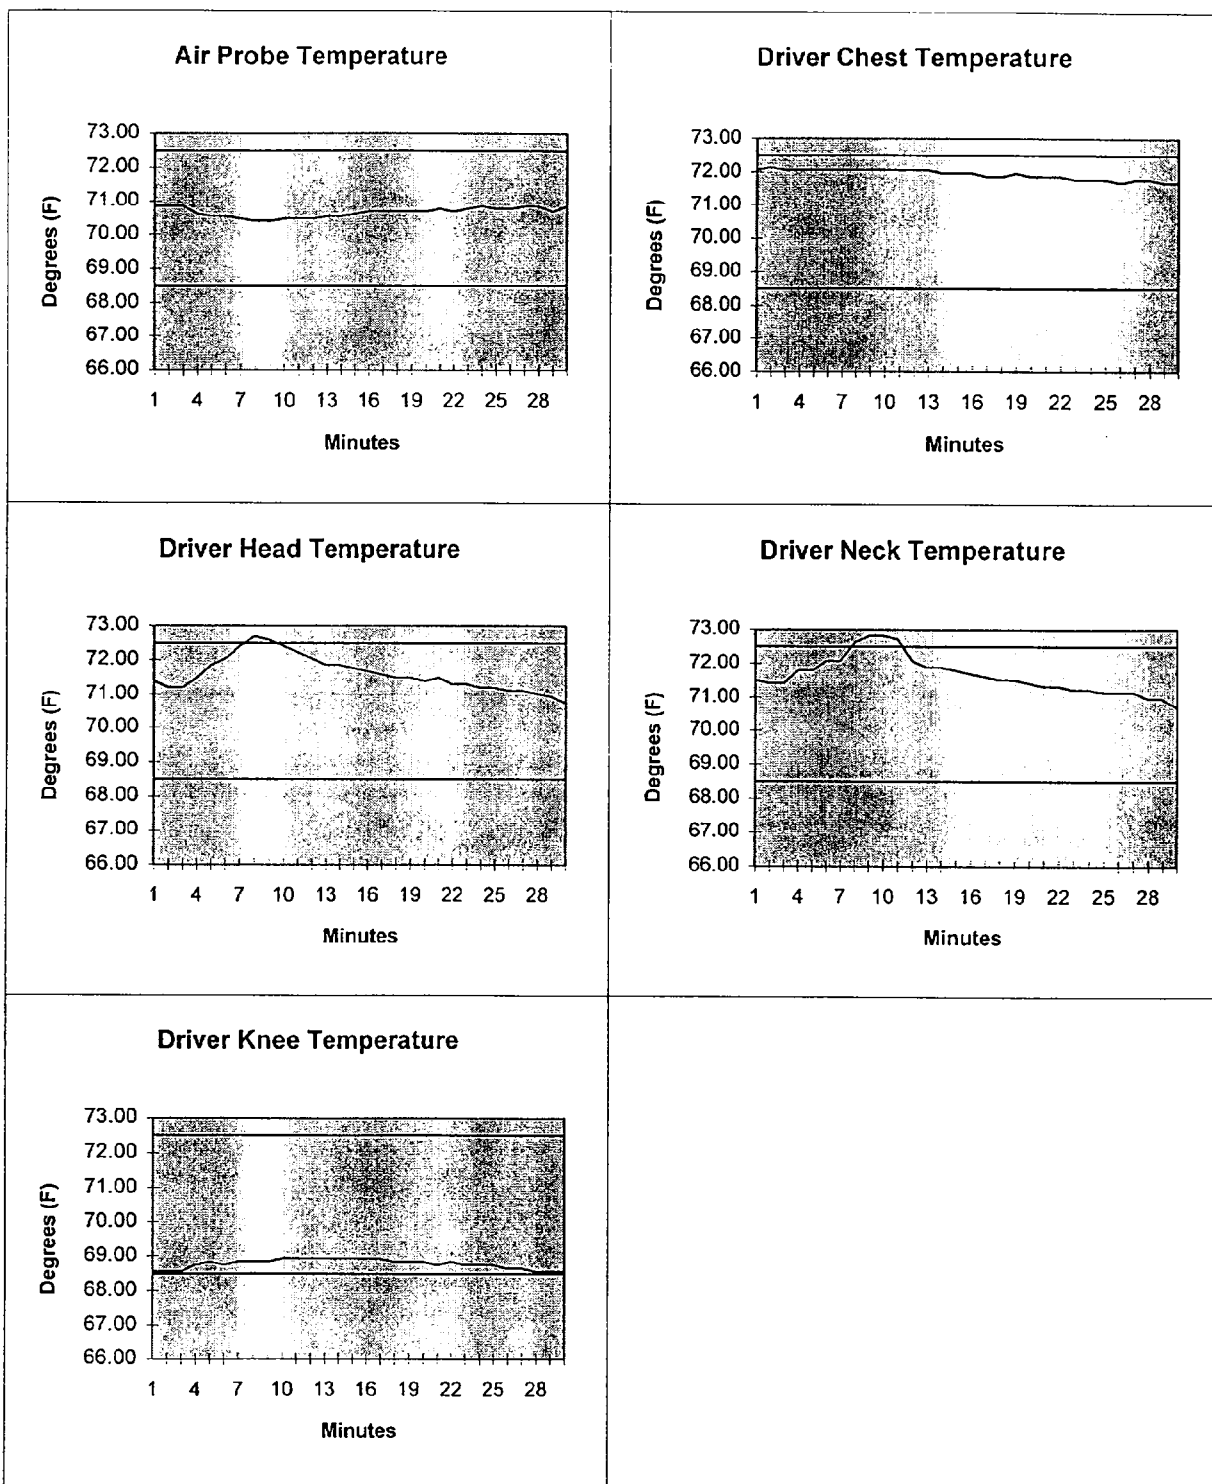 Air Probe Temperature
Degrees (F)
73.00
72.00
71.00
70.00
69.00
68.00
67.00
66.00
1 4 7 10 13 16 19 22 25 28
Minutes
Driver Chest Temperature
Degrees (F)
73.00
72.00
71.00
70.00
69.00
68.00
67.00
66.00
1 4 7 10 13 16 19 22 25 28
Minutes
Driver Head Temperature
Degrees (F)
73.00
72.00
71.00
70.00
69.00
68.00
67.00
66.00
1 4 7 10 13 16 19 22 25 28
Minutes
Driver Neck Temperature
Degrees (F)
73.00
72.00
71.00
70.00
69.00
68.00
67.00
66.00
1 4 7 10 13 16 19 22 25 28
Minutes
Driver Knee Temperature
Degrees (F)
73.00
72.00
71.00
70.00
69.00
68.00
67.00
66.00
1 4 7 10 13 16 19 22 25 28
Minutes